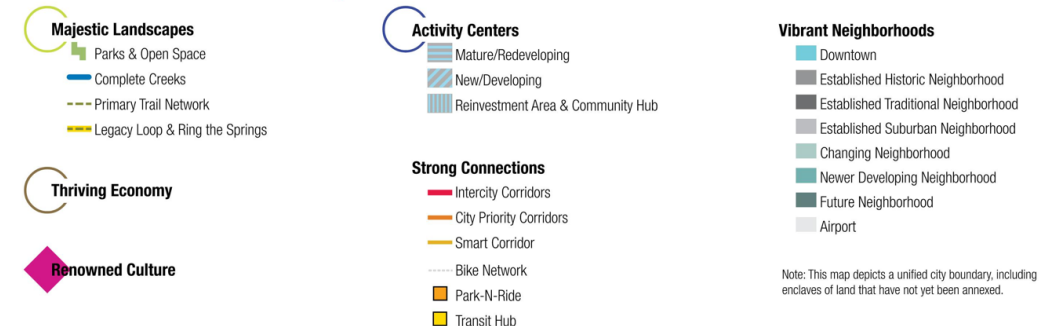 Majestic Landscapes
Parks & Open Space
Complete Creeks
Primary Trail Network
Legacy Loop & Ring the Springs
Thriving Economy
Renowned Culture
Activity Centers
Mature/Redeveloping
New/Developing
Reinvestment Area & Community Hub
Strong Connections
Intercity Corridors
City Priority Corridors
Smart Corridor
Bike Network
Park-N-Ride
Transit Hub
Vibrant Neighborhoods
Downtown
Established Historic Neighborhood
Established Traditional Neighborhood
Established Suburban Neighborhood
Changing Neighborhood
Newer Developing Neighborhood
Future Neighborhood
Airport
Note: This map depicts a unified city boundary, including
enclaves of land that have not yet been annexed.